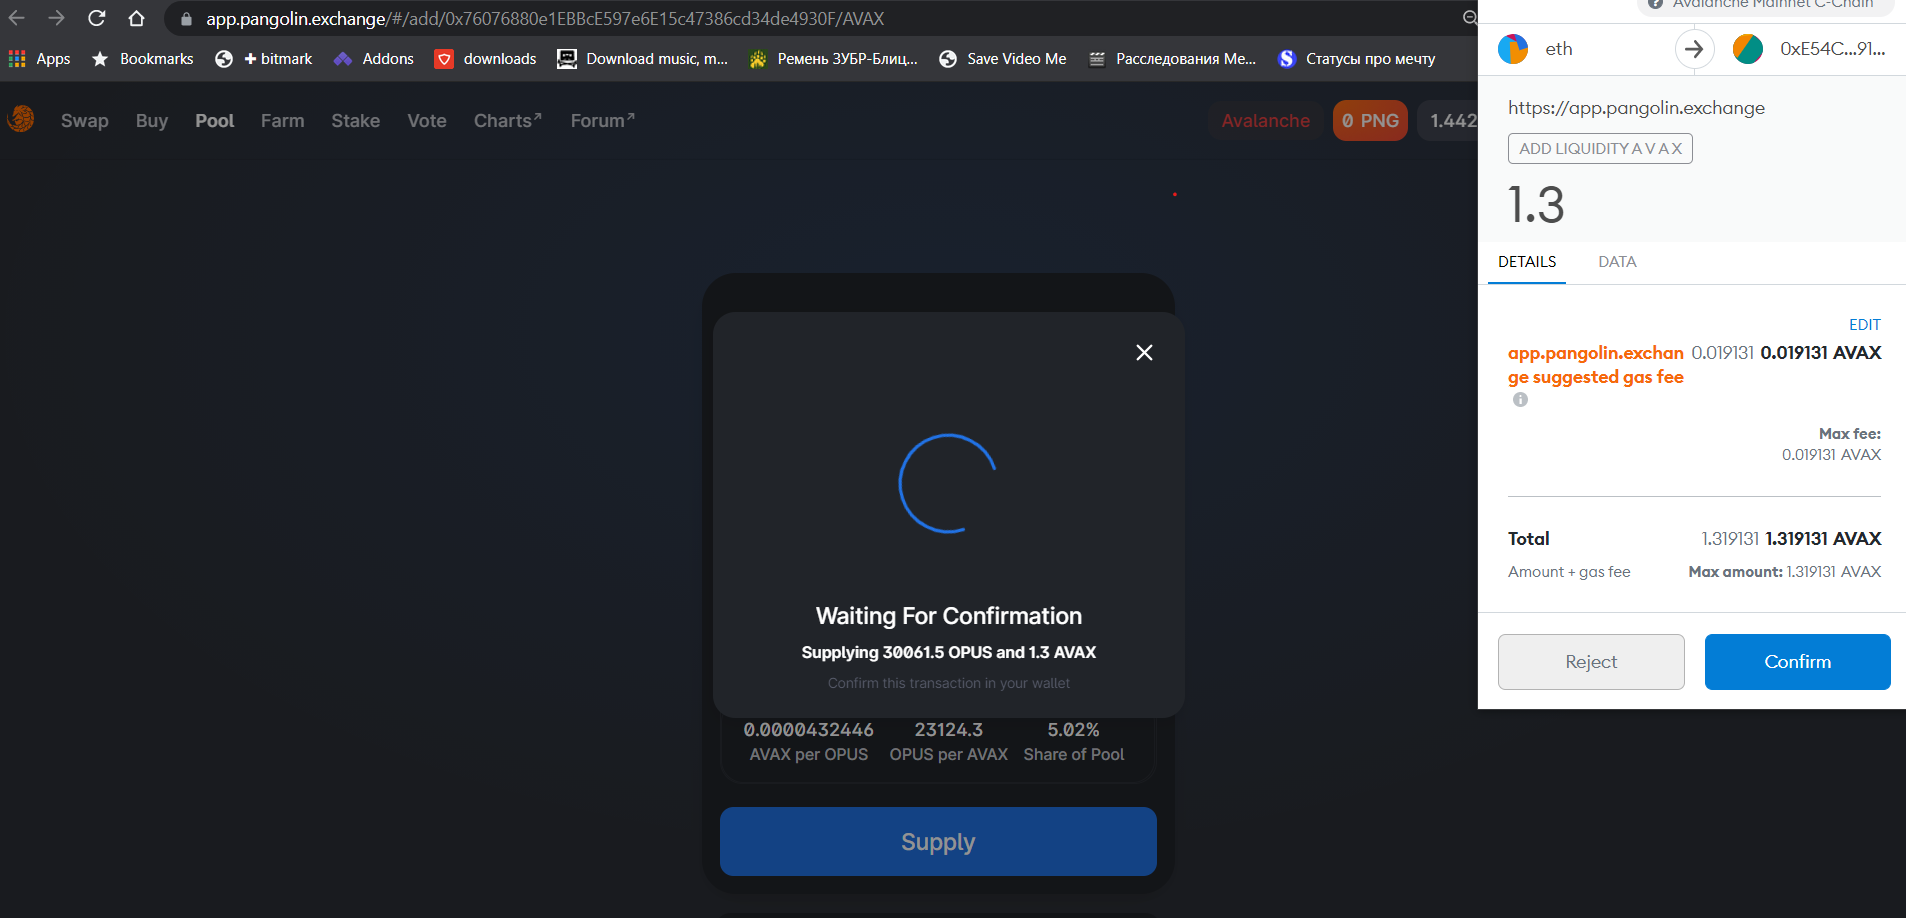 app.pangolin.exchange/#/add/0x76076880e1EBBcE597e6E15c47386cd34de4930F/AVAX
Apps Bookmarks + bitmark Addons downloads Download music, m... Ремень ЗУБР-Блиц... Save Video Me Расследования Ме... Статусы про мечту
Swap Buy Pool Farm Stake Vote Charts↗ Forum↗ Avalanche 0 PNG 1.442
Waiting For Confirmation
Supplying 30061.5 OPUS and 1.3 AVAX
Confirm this transaction in your wallet
0.0000432446 23124.3 5.02%
AVAX per OPUS OPUS per AVAX Share of Pool
Supply
Avalanche Mainnet C-Chain
eth 0xE54C...91...
https://app.pangolin.exchange
ADD LIQUIDITY A V A X
1.3
DETAILS DATA
EDIT
app.pangolin.exchan 0.019131 0.019131 AVAX
ge suggested gas fee
Max fee:
0.019131 AVAX
Total 1.319131 1.319131 AVAX
Amount + gas fee Max amount: 1.319131 AVAX
Reject Confirm